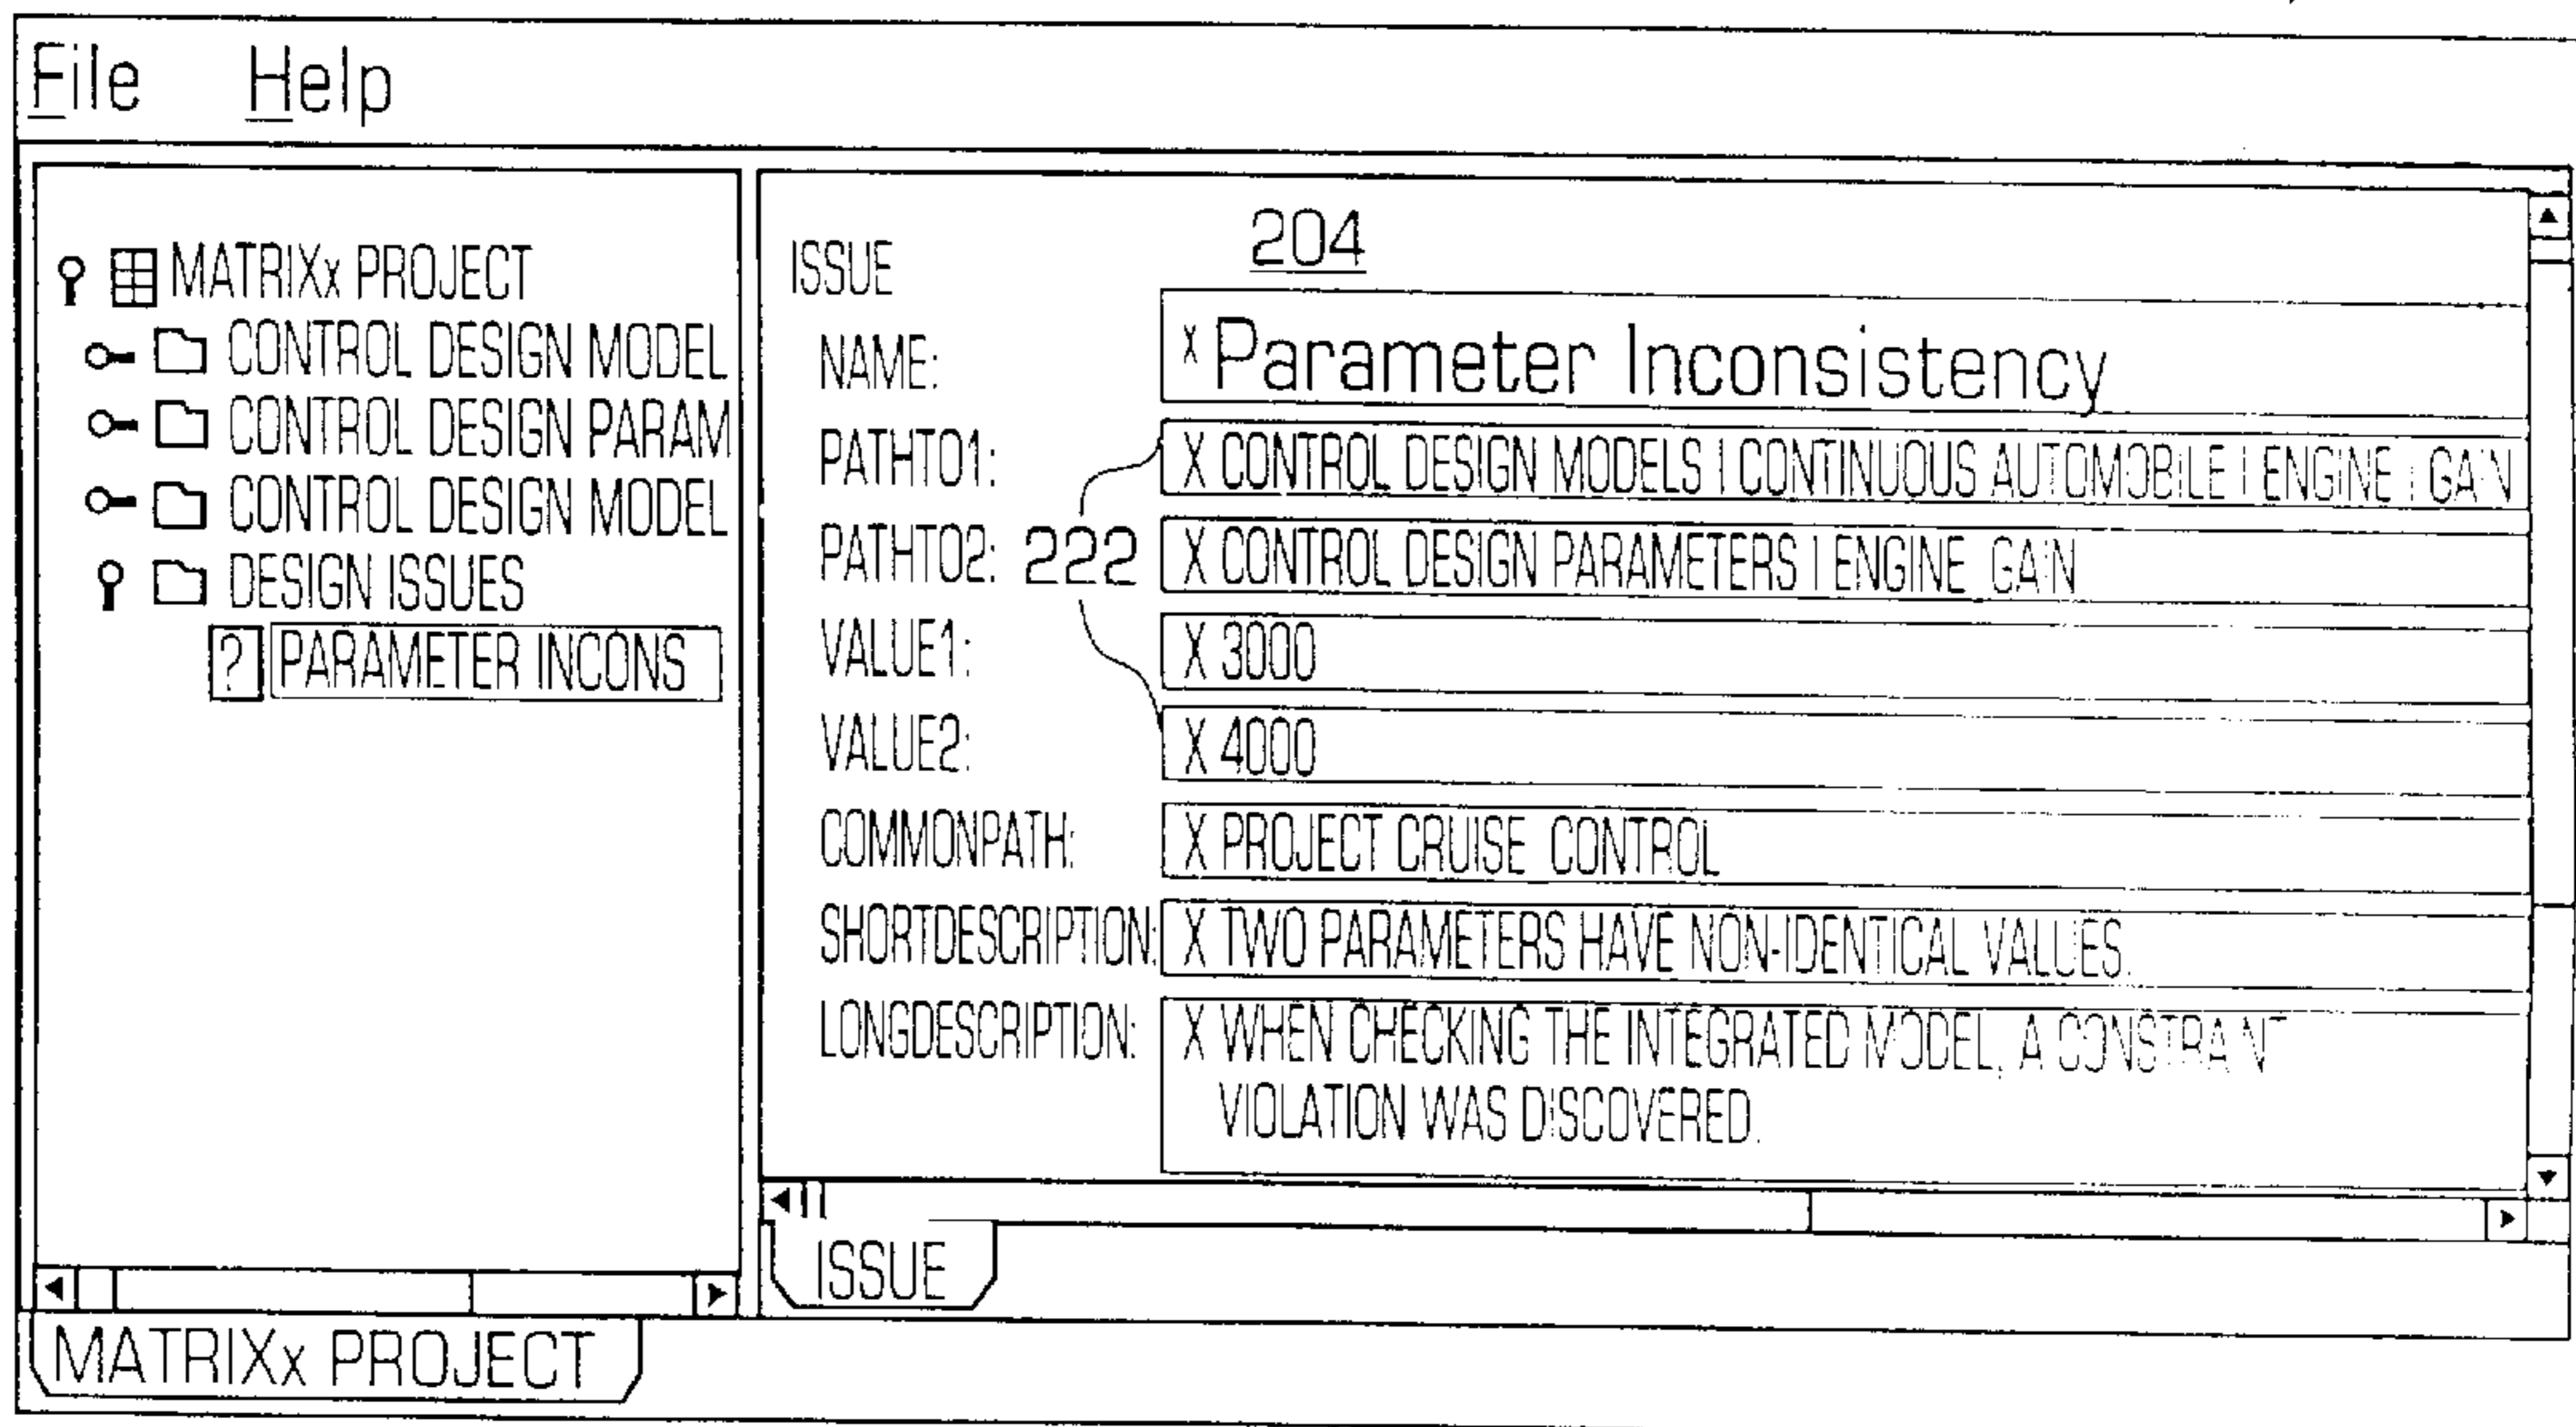 File Help
MATRIXx PROJECT
CONTROL DESIGN MODEL
CONTROL DESIGN PARAM
CONTROL DESIGN MODEL
DESIGN ISSUES
? PARAMETER INCONS
MATRIXx PROJECT
204
ISSUE
NAME: x Parameter Inconsistency
PATHTO1: X CONTROL DESIGN MODELS | CONTINUOUS AUTOMOBILE | ENGINE | GAIN
PATHTO2: 222 X CONTROL DESIGN PARAMETERS | ENGINE GAIN
VALUE1: X 3000
VALUE2: X 4000
COMMONPATH: X PROJECT CRUISE CONTROL
SHORTDESCRIPTION: X TWO PARAMETERS HAVE NON-IDENTICAL VALUES.
LONGDESCRIPTION: X WHEN CHECKING THE INTEGRATED MODEL, A CONSTRAINT
VIOLATION WAS DISCOVERED.
ISSUE